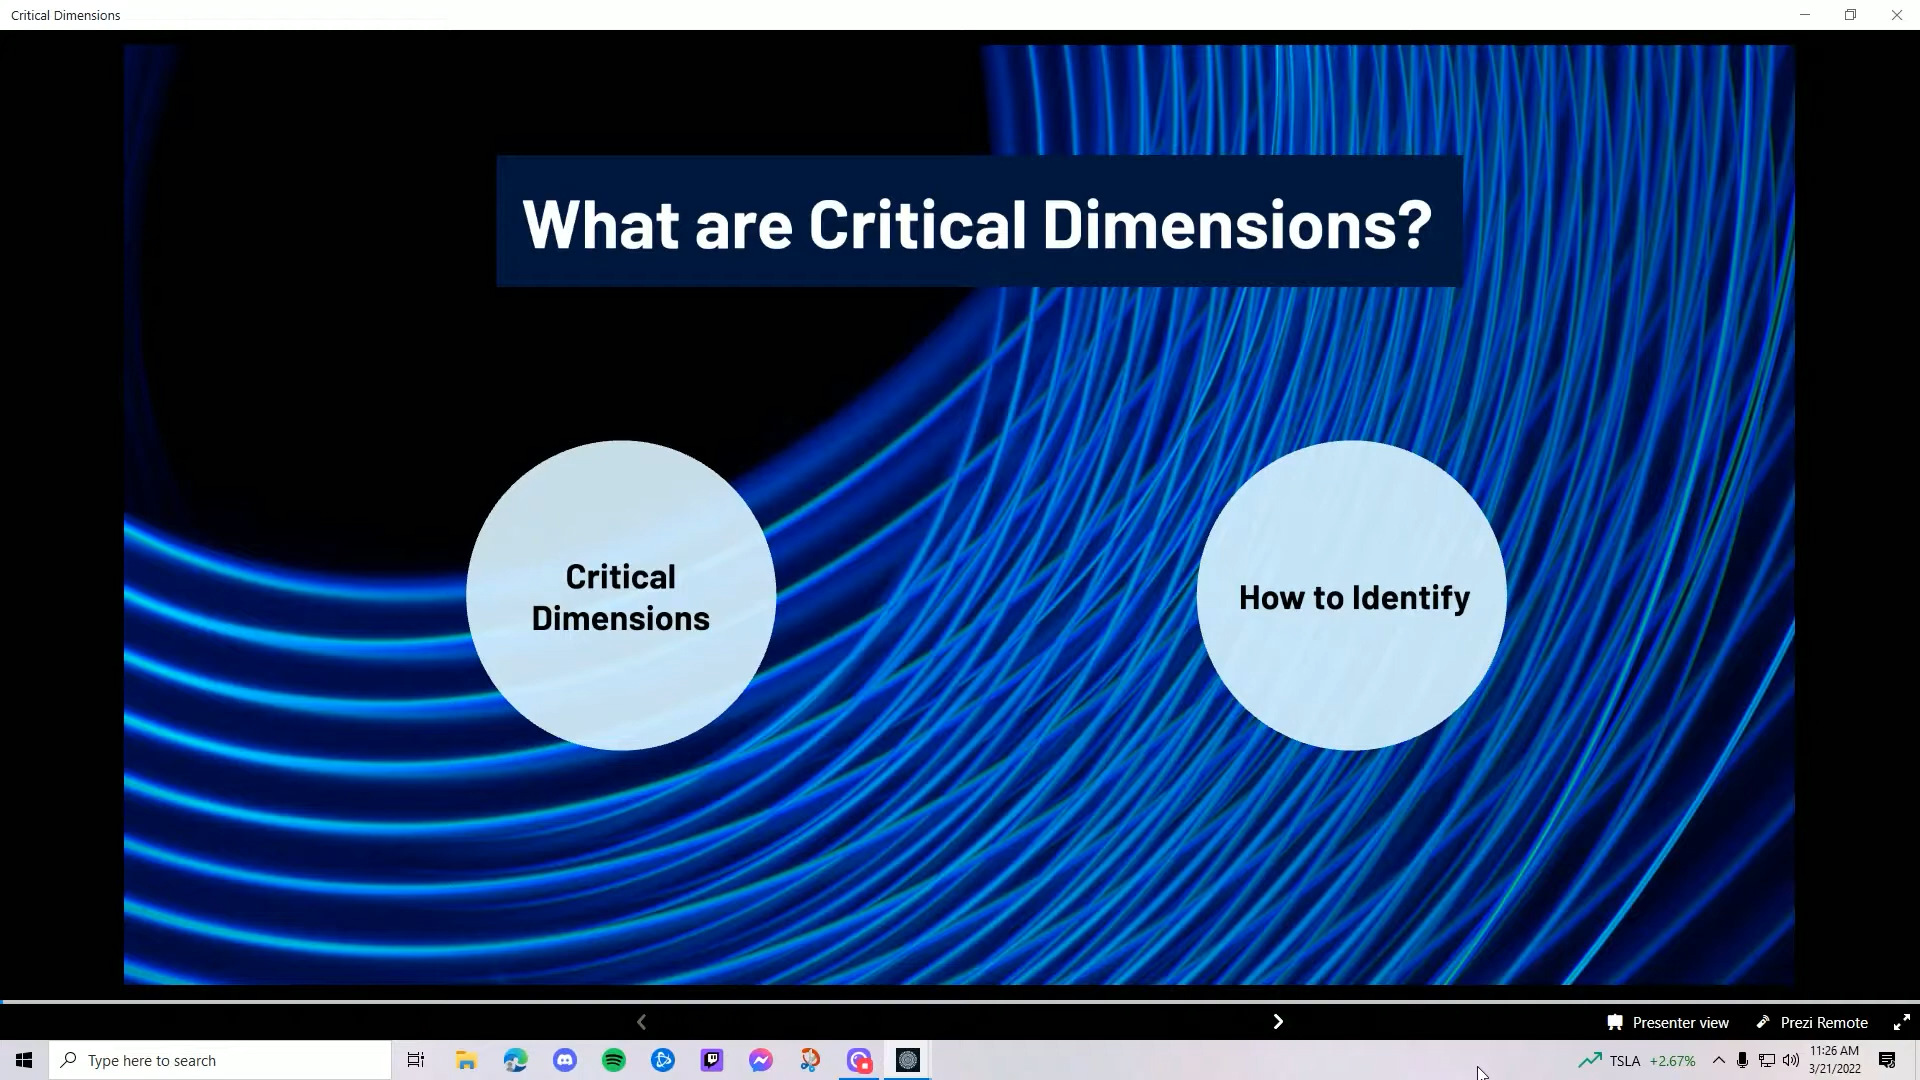 Critical Dimensions
What are Critical Dimensions?
Critical
Dimensions
How to Identify
Presenter view
Prezi Remote
Type here to search
TSLA +2.67%
11:26 AM
3/21/2022